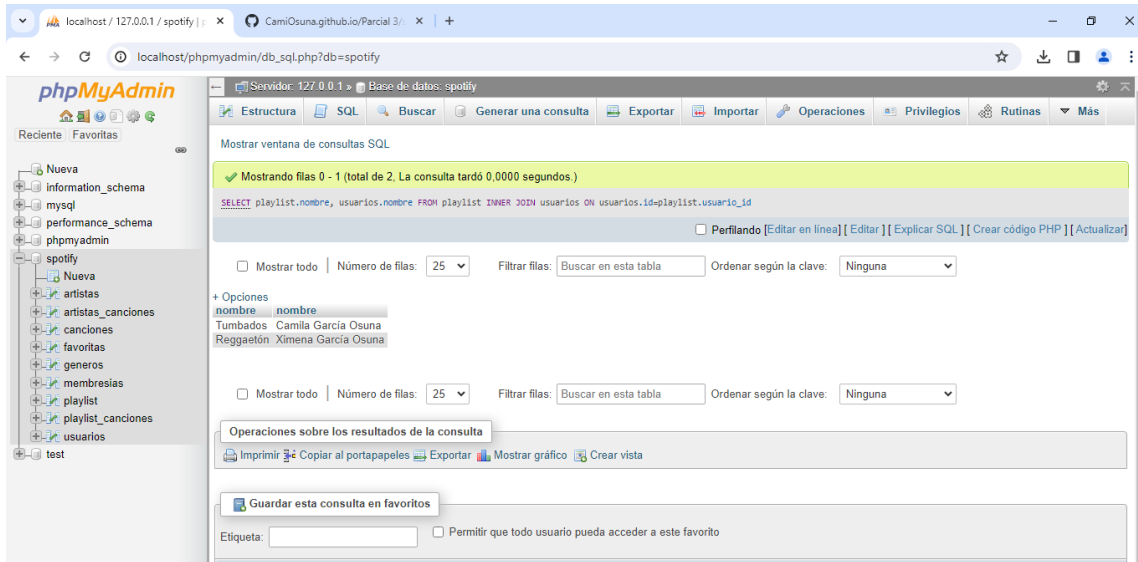 localhost / 127.0.0.1 / spotify | p
CamiOsuna.github.io/Parcial 3/
localhost/phpmyadmin/db_sql.php?db=spotify
phpMyAdmin
Reciente Favoritas
Nueva
information_schema
mysql
performance_schema
phpmyadmin
spotify
Nueva
artistas
artistas_canciones
canciones
favoritas
generos
membresias
playlist
playlist_canciones
usuarios
test
Servidor: 127.0.0.1 » Base de datos: spotify
Estructura SQL Buscar Generar una consulta Exportar Importar Operaciones Privilegios Rutinas Más
Mostrar ventana de consultas SQL
Mostrando filas 0 - 1 (total de 2, La consulta tardó 0,0000 segundos.)
SELECT playlist.nombre, usuarios.nombre FROM playlist INNER JOIN usuarios ON usuarios.id=playlist.usuario_id
Perfilando [Editar en línea] [ Editar ] [ Explicar SQL ] [ Crear código PHP ] [ Actualizar]
Mostrar todo | Número de filas: 25 Filtrar filas: Buscar en esta tabla Ordenar según la clave: Ninguna
+ Opciones
nombre nombre
Tumbados Camila García Osuna
Reggaetón Ximena García Osuna
Mostrar todo | Número de filas: 25 Filtrar filas: Buscar en esta tabla Ordenar según la clave: Ninguna
Operaciones sobre los resultados de la consulta
Imprimir Copiar al portapapeles Exportar Mostrar gráfico Crear vista
Guardar esta consulta en favoritos
Etiqueta: Permitir que todo usuario pueda acceder a este favorito